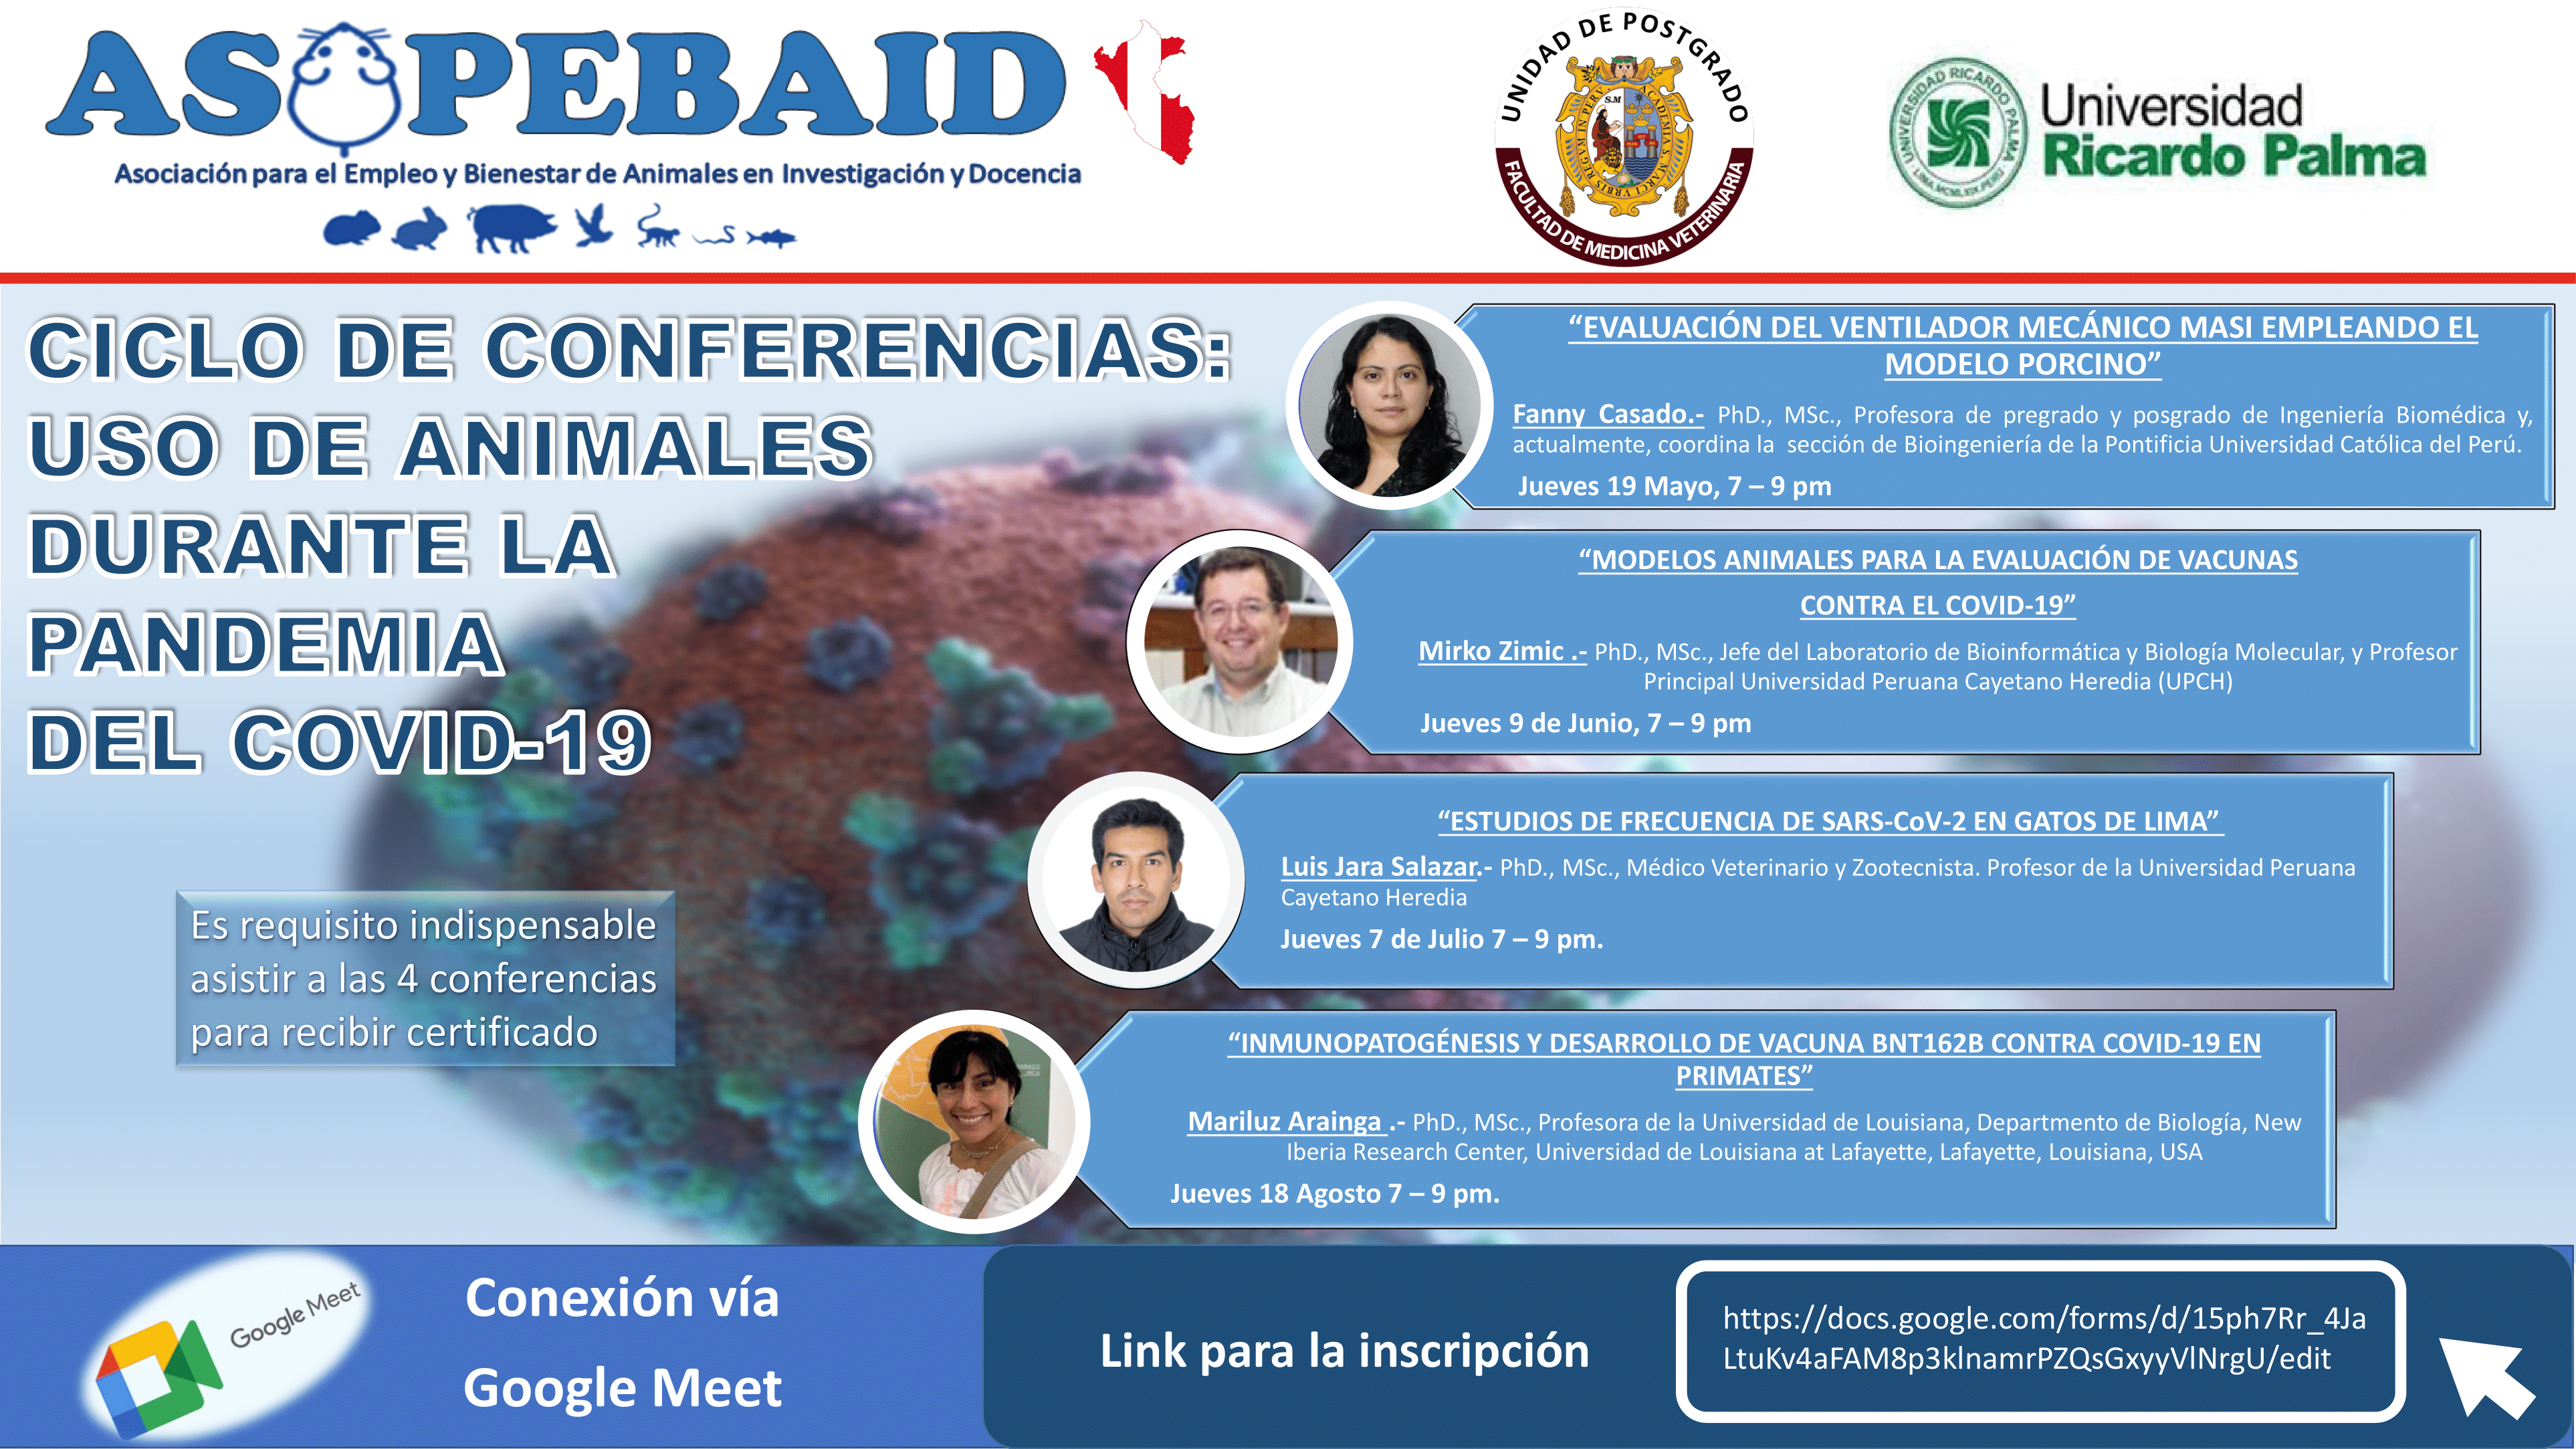 ASOPEBAID
Asociación para el Empleo y Bienestar de Animales en Investigación y Docencia
UNIDAD DE POSTGRADO
FACULTAD DE MEDICINA VETERINARIA
UNIVERSIDAD RICARDO PALMA
Universidad
Ricardo Palma
CICLO DE CONFERENCIAS:
USO DE ANIMALES
DURANTE LA
PANDEMIA
DEL COVID-19
Es requisito indispensable
asistir a las 4 conferencias
para recibir certificado
“EVALUACIÓN DEL VENTILADOR MECÁNICO MASI EMPLEANDO EL
MODELO PORCINO”
Fanny Casado.- PhD., MSc., Profesora de pregrado y posgrado de Ingeniería Biomédica y,
actualmente, coordina la sección de Bioingeniería de la Pontificia Universidad Católica del Perú.
Jueves 19 Mayo, 7 – 9 pm
“MODELOS ANIMALES PARA LA EVALUACIÓN DE VACUNAS
CONTRA EL COVID-19”
Mirko Zimic .- PhD., MSc., Jefe del Laboratorio de Bioinformática y Biología Molecular, y Profesor
Principal Universidad Peruana Cayetano Heredia (UPCH)
Jueves 9 de Junio, 7 – 9 pm
“ESTUDIOS DE FRECUENCIA DE SARS-CoV-2 EN GATOS DE LIMA”
Luis Jara Salazar.- PhD., MSc., Médico Veterinario y Zootecnista. Profesor de la Universidad Peruana
Cayetano Heredia
Jueves 7 de Julio 7 – 9 pm.
“INMUNOPATOGÉNESIS Y DESARROLLO DE VACUNA BNT162B CONTRA COVID-19 EN
PRIMATES”
Mariluz Arainga .- PhD., MSc., Profesora de la Universidad de Louisiana, Departmento de Biología, New
Iberia Research Center, Universidad de Louisiana at Lafayette, Lafayette, Louisiana, USA
Jueves 18 Agosto 7 – 9 pm.
Google Meet
Conexión vía
Google Meet
Link para la inscripción
https://docs.google.com/forms/d/15ph7Rr_4Ja
LtuKv4aFAM8p3klnamrPZQsGxyyVlNrgU/edit